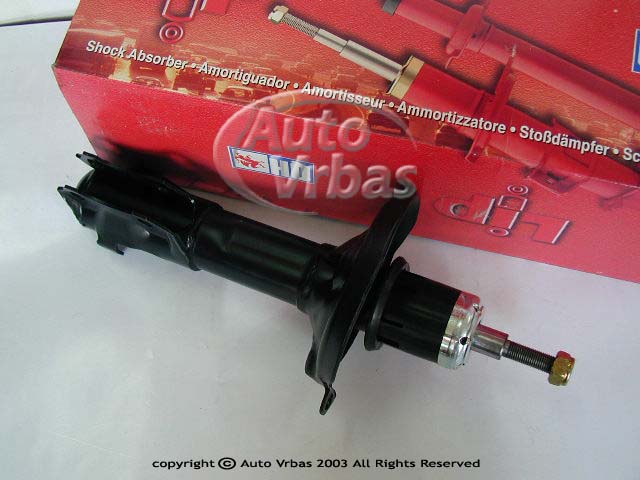 Shock Absorber • Amortiguador • Amortisseur • Ammortizzatore • Stoßdämpfer • Sc
Auto
Vrbas
copyright © Auto Vrbas 2003 All Rights Reserved